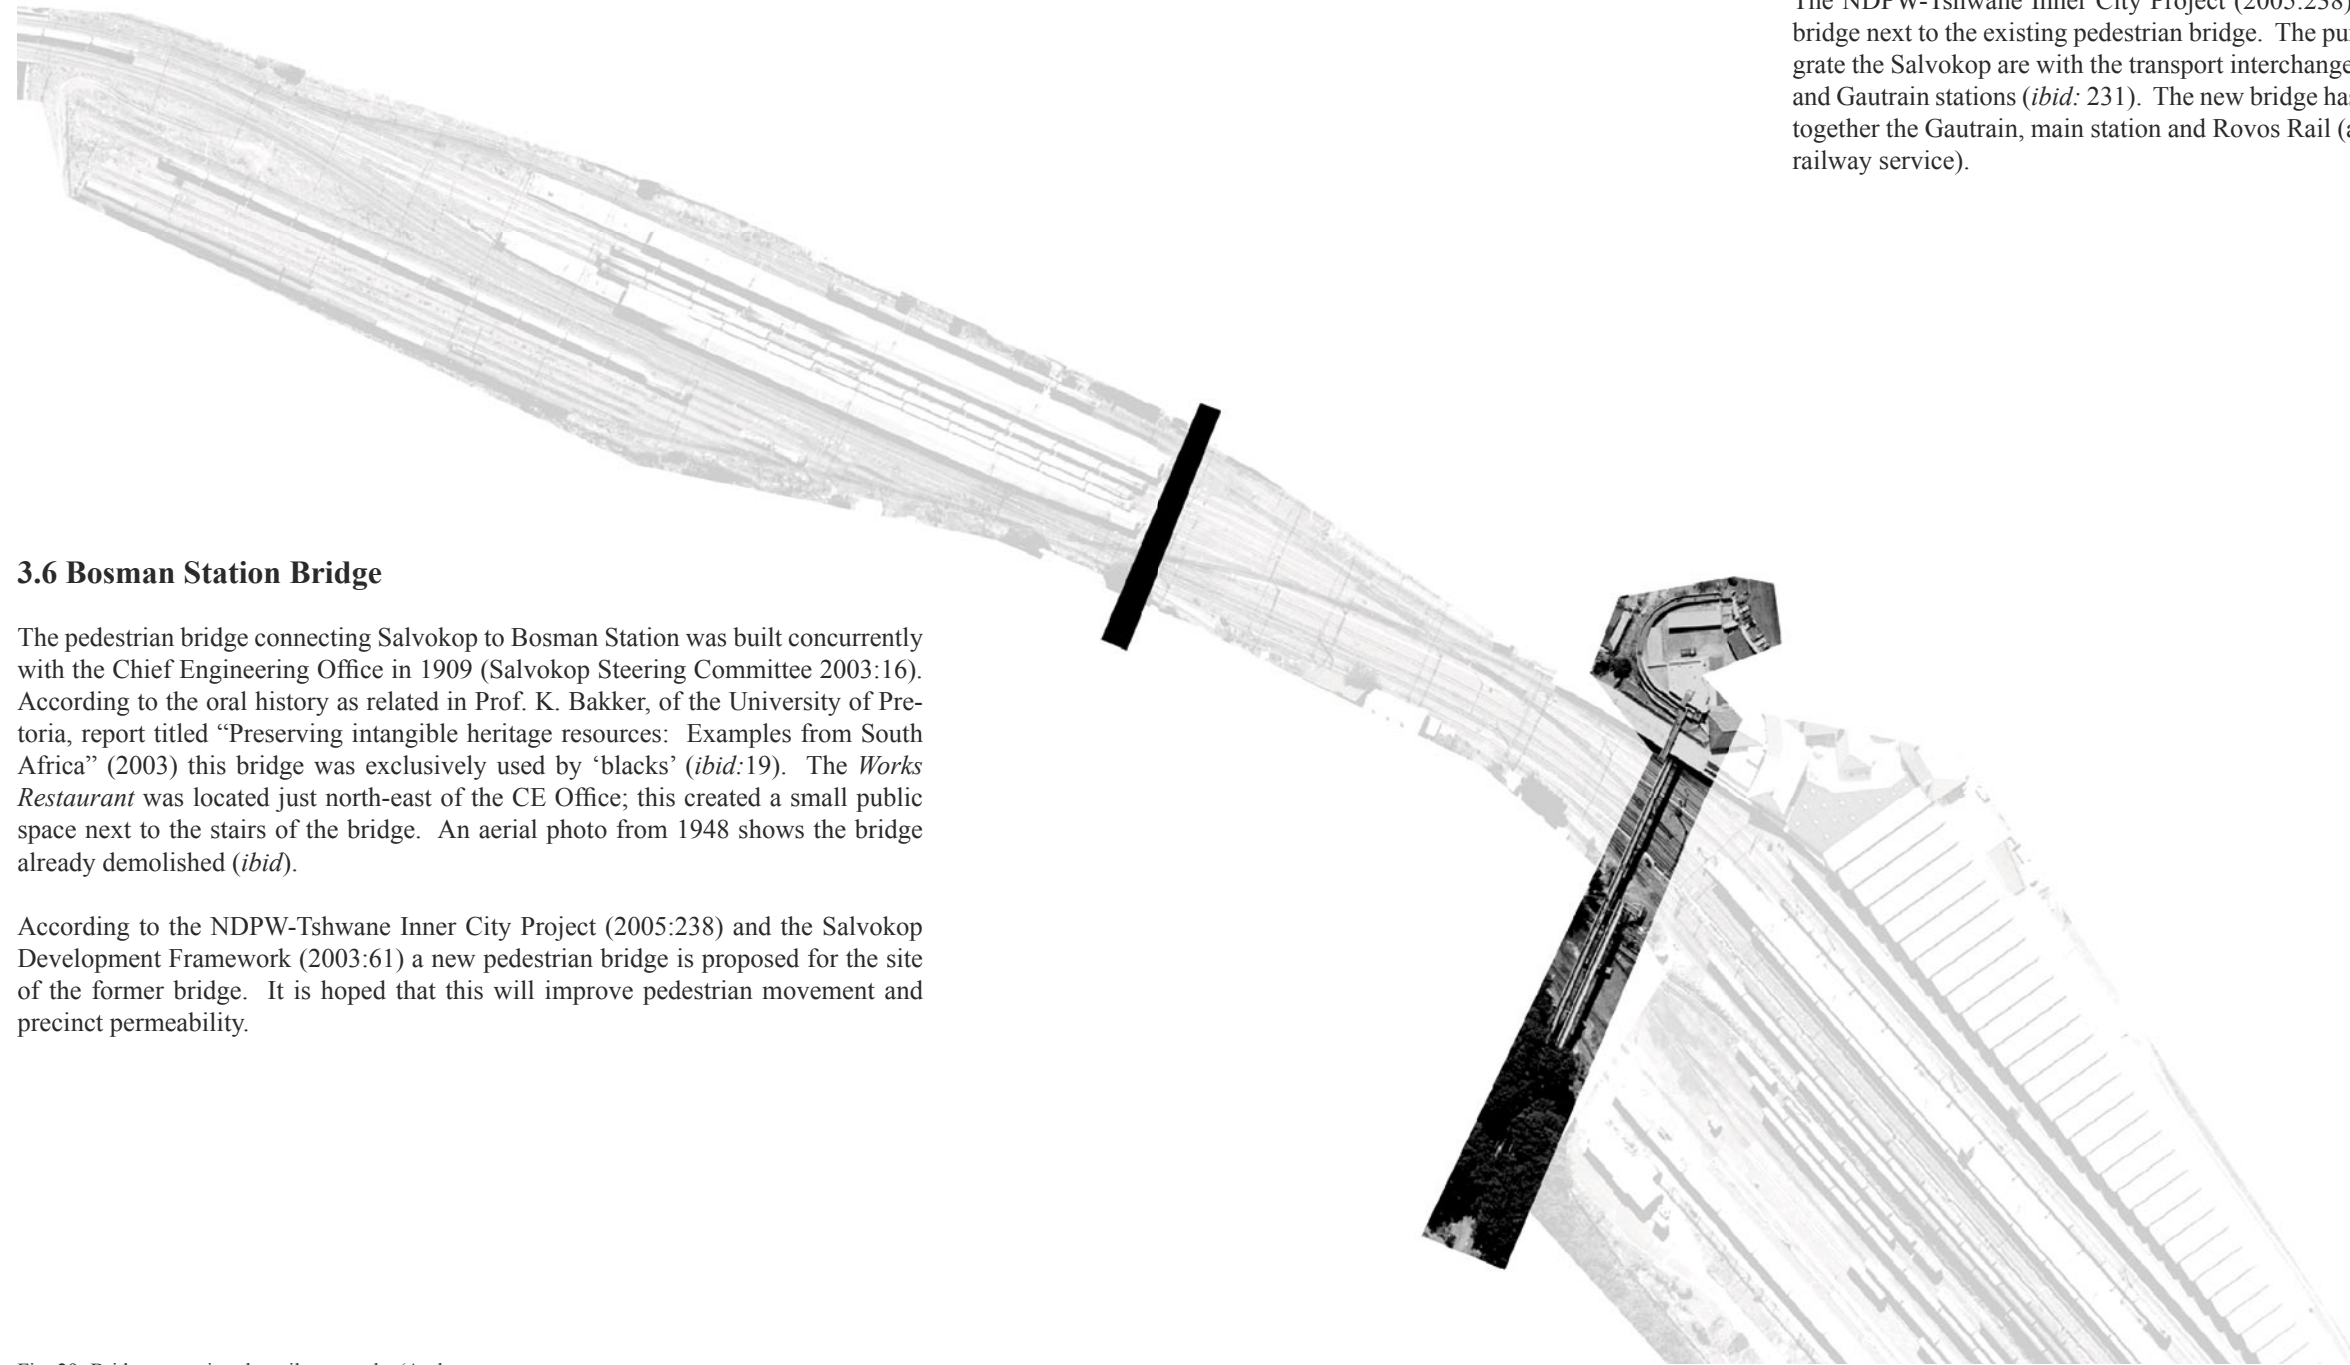 3.6 Bosman Station Bridge
The pedestrian bridge connecting Salvokop to Bosman Station was built concurrently
with the Chief Engineering Office in 1909 (Salvokop Steering Committee 2003:16).
According to the oral history as related in Prof. K. Bakker, of the University of Pre-
toria, report titled “Preserving intangible heritage resources: Examples from South
Africa” (2003) this bridge was exclusively used by ‘blacks’ (ibid:19). The Works
Restaurant was located just north-east of the CE Office; this created a small public
space next to the stairs of the bridge. An aerial photo from 1948 shows the bridge
already demolished (ibid).
According to the NDPW-Tshwane Inner City Project (2005:238) and the Salvokop
Development Framework (2003:61) a new pedestrian bridge is proposed for the site
of the former bridge. It is hoped that this will improve pedestrian movement and
precinct permeability.
The NDPW-Tshwane Inner City Project (2005:238)
bridge next to the existing pedestrian bridge. The pu
grate the Salvokop are with the transport interchange
and Gautrain stations (ibid: 231). The new bridge ha
together the Gautrain, main station and Rovos Rail (
railway service).